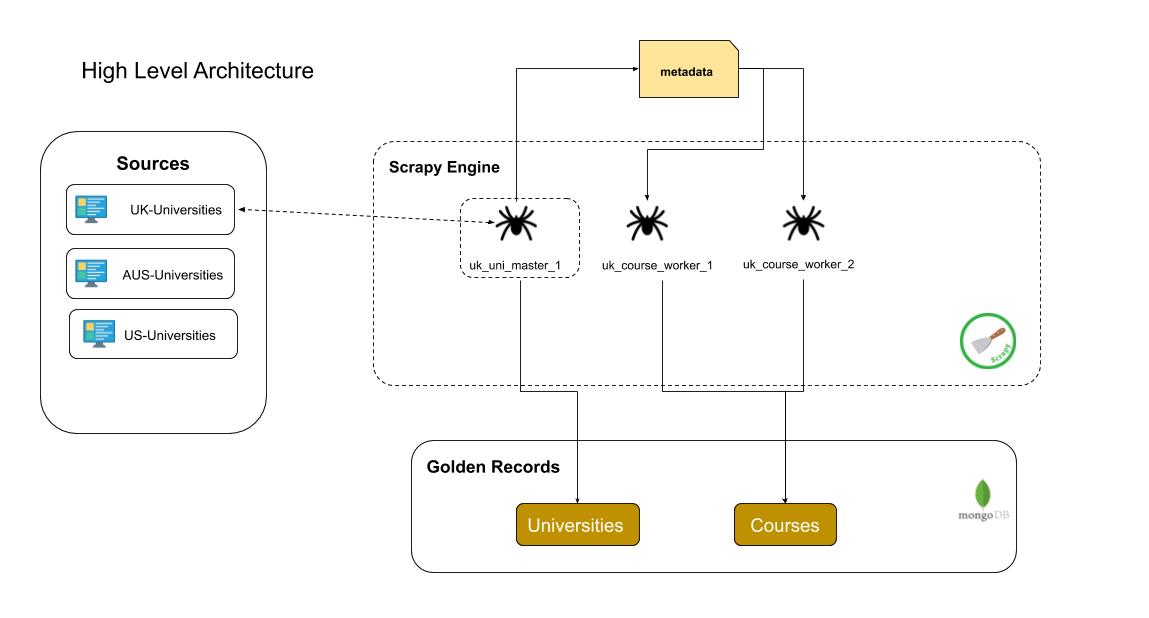 High Level Architecture
metadata
Sources
UK-Universities
AUS-Universities
US-Universities
Scrapy Engine
uk_uni_master_1
uk_course_worker_1
uk_course_worker_2
Scrapy
Golden Records
Universities
Courses
mongoDB